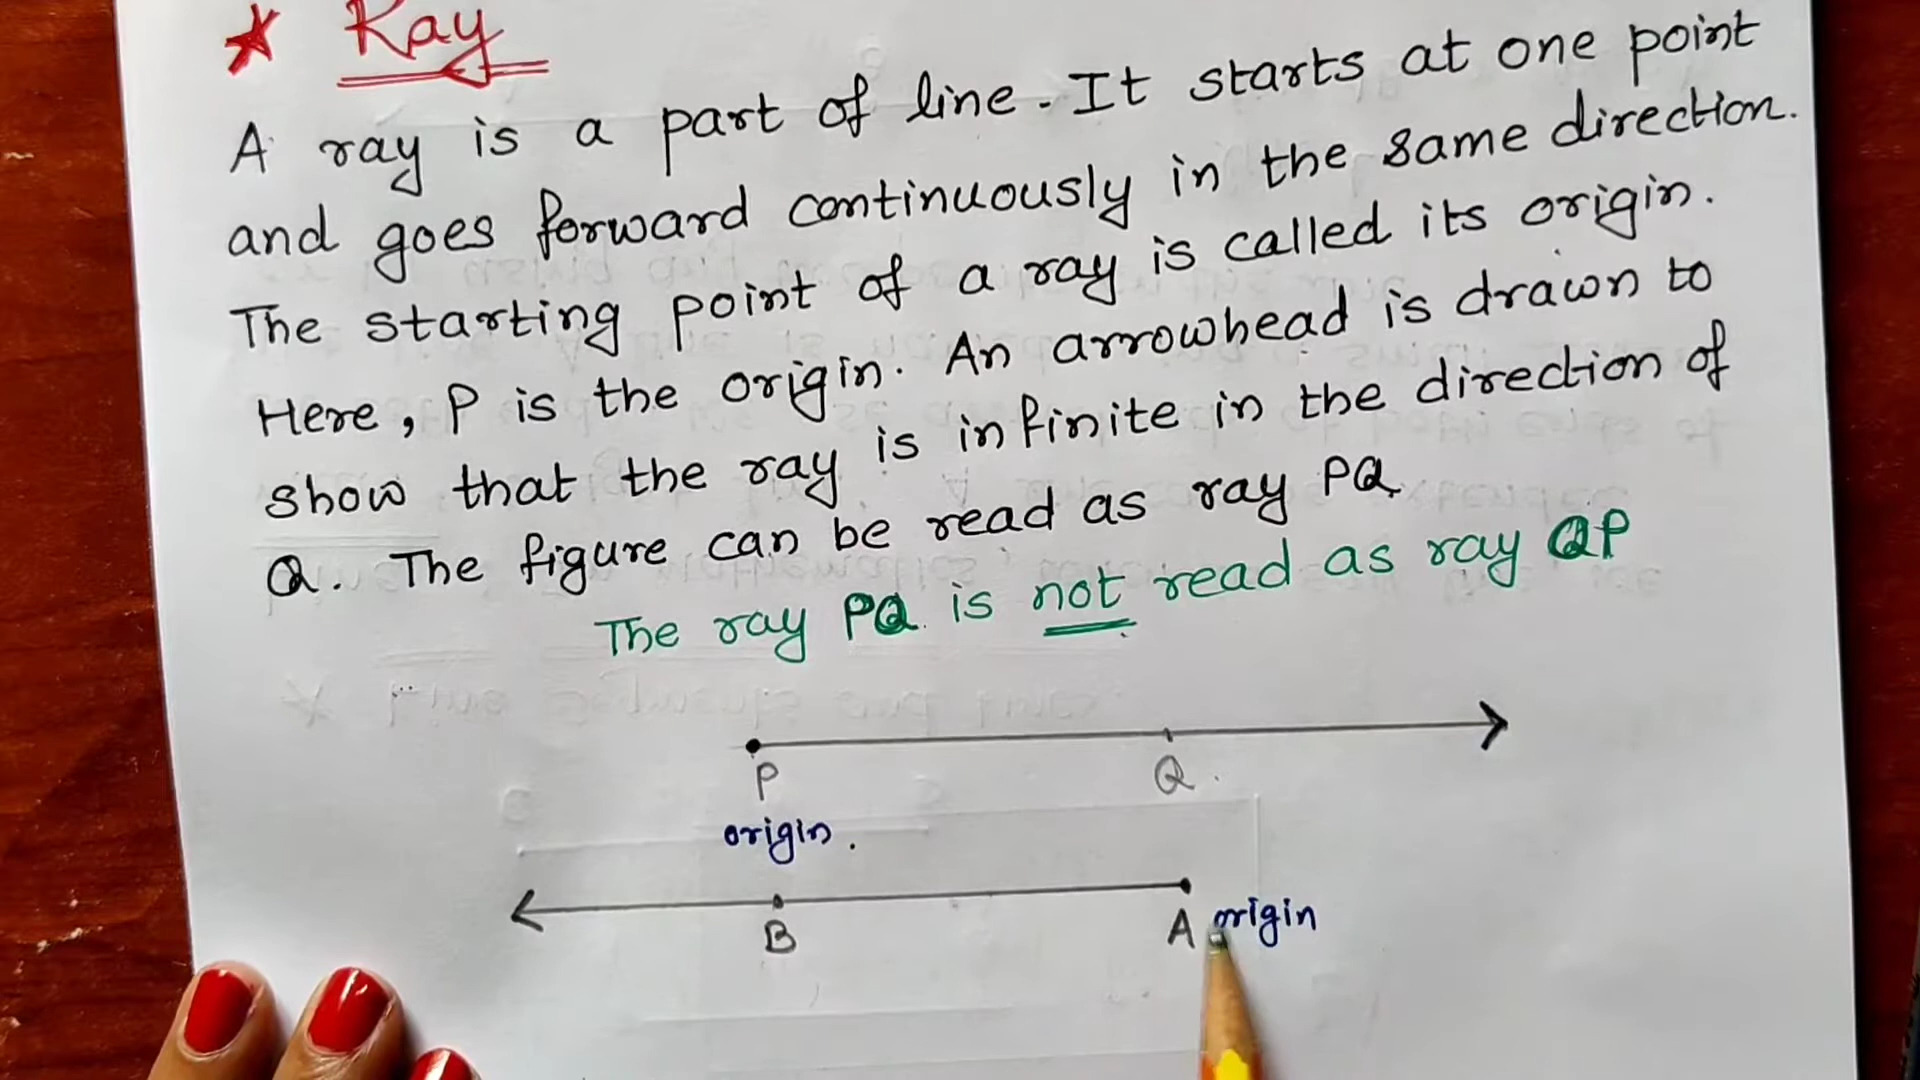 ★ Ray
A ray is a part of line. It starts at one point
and goes forward continuously in the same direction.
The starting point of a ray is called its origin.
Here, P is the origin. An arrowhead is drawn to
show that the ray is infinite in the direction of
Q. The figure can be read as ray PQ
The ray PQ is not read as ray QP
P Q
origin.
B A origin